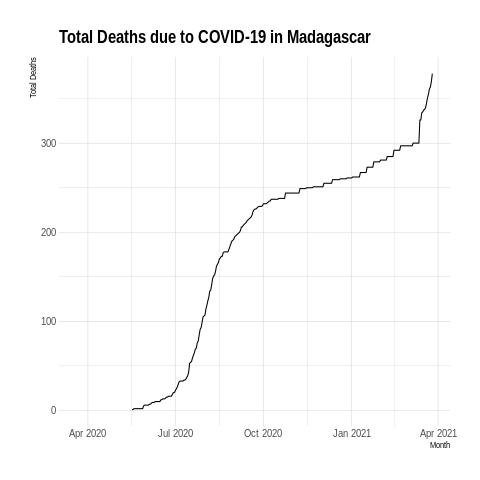 Total Deaths due to COVID-19 in Madagascar
Total Deaths
300
200
100
0
Apr 2020 Jul 2020 Oct 2020 Jan 2021 Apr 2021
Month